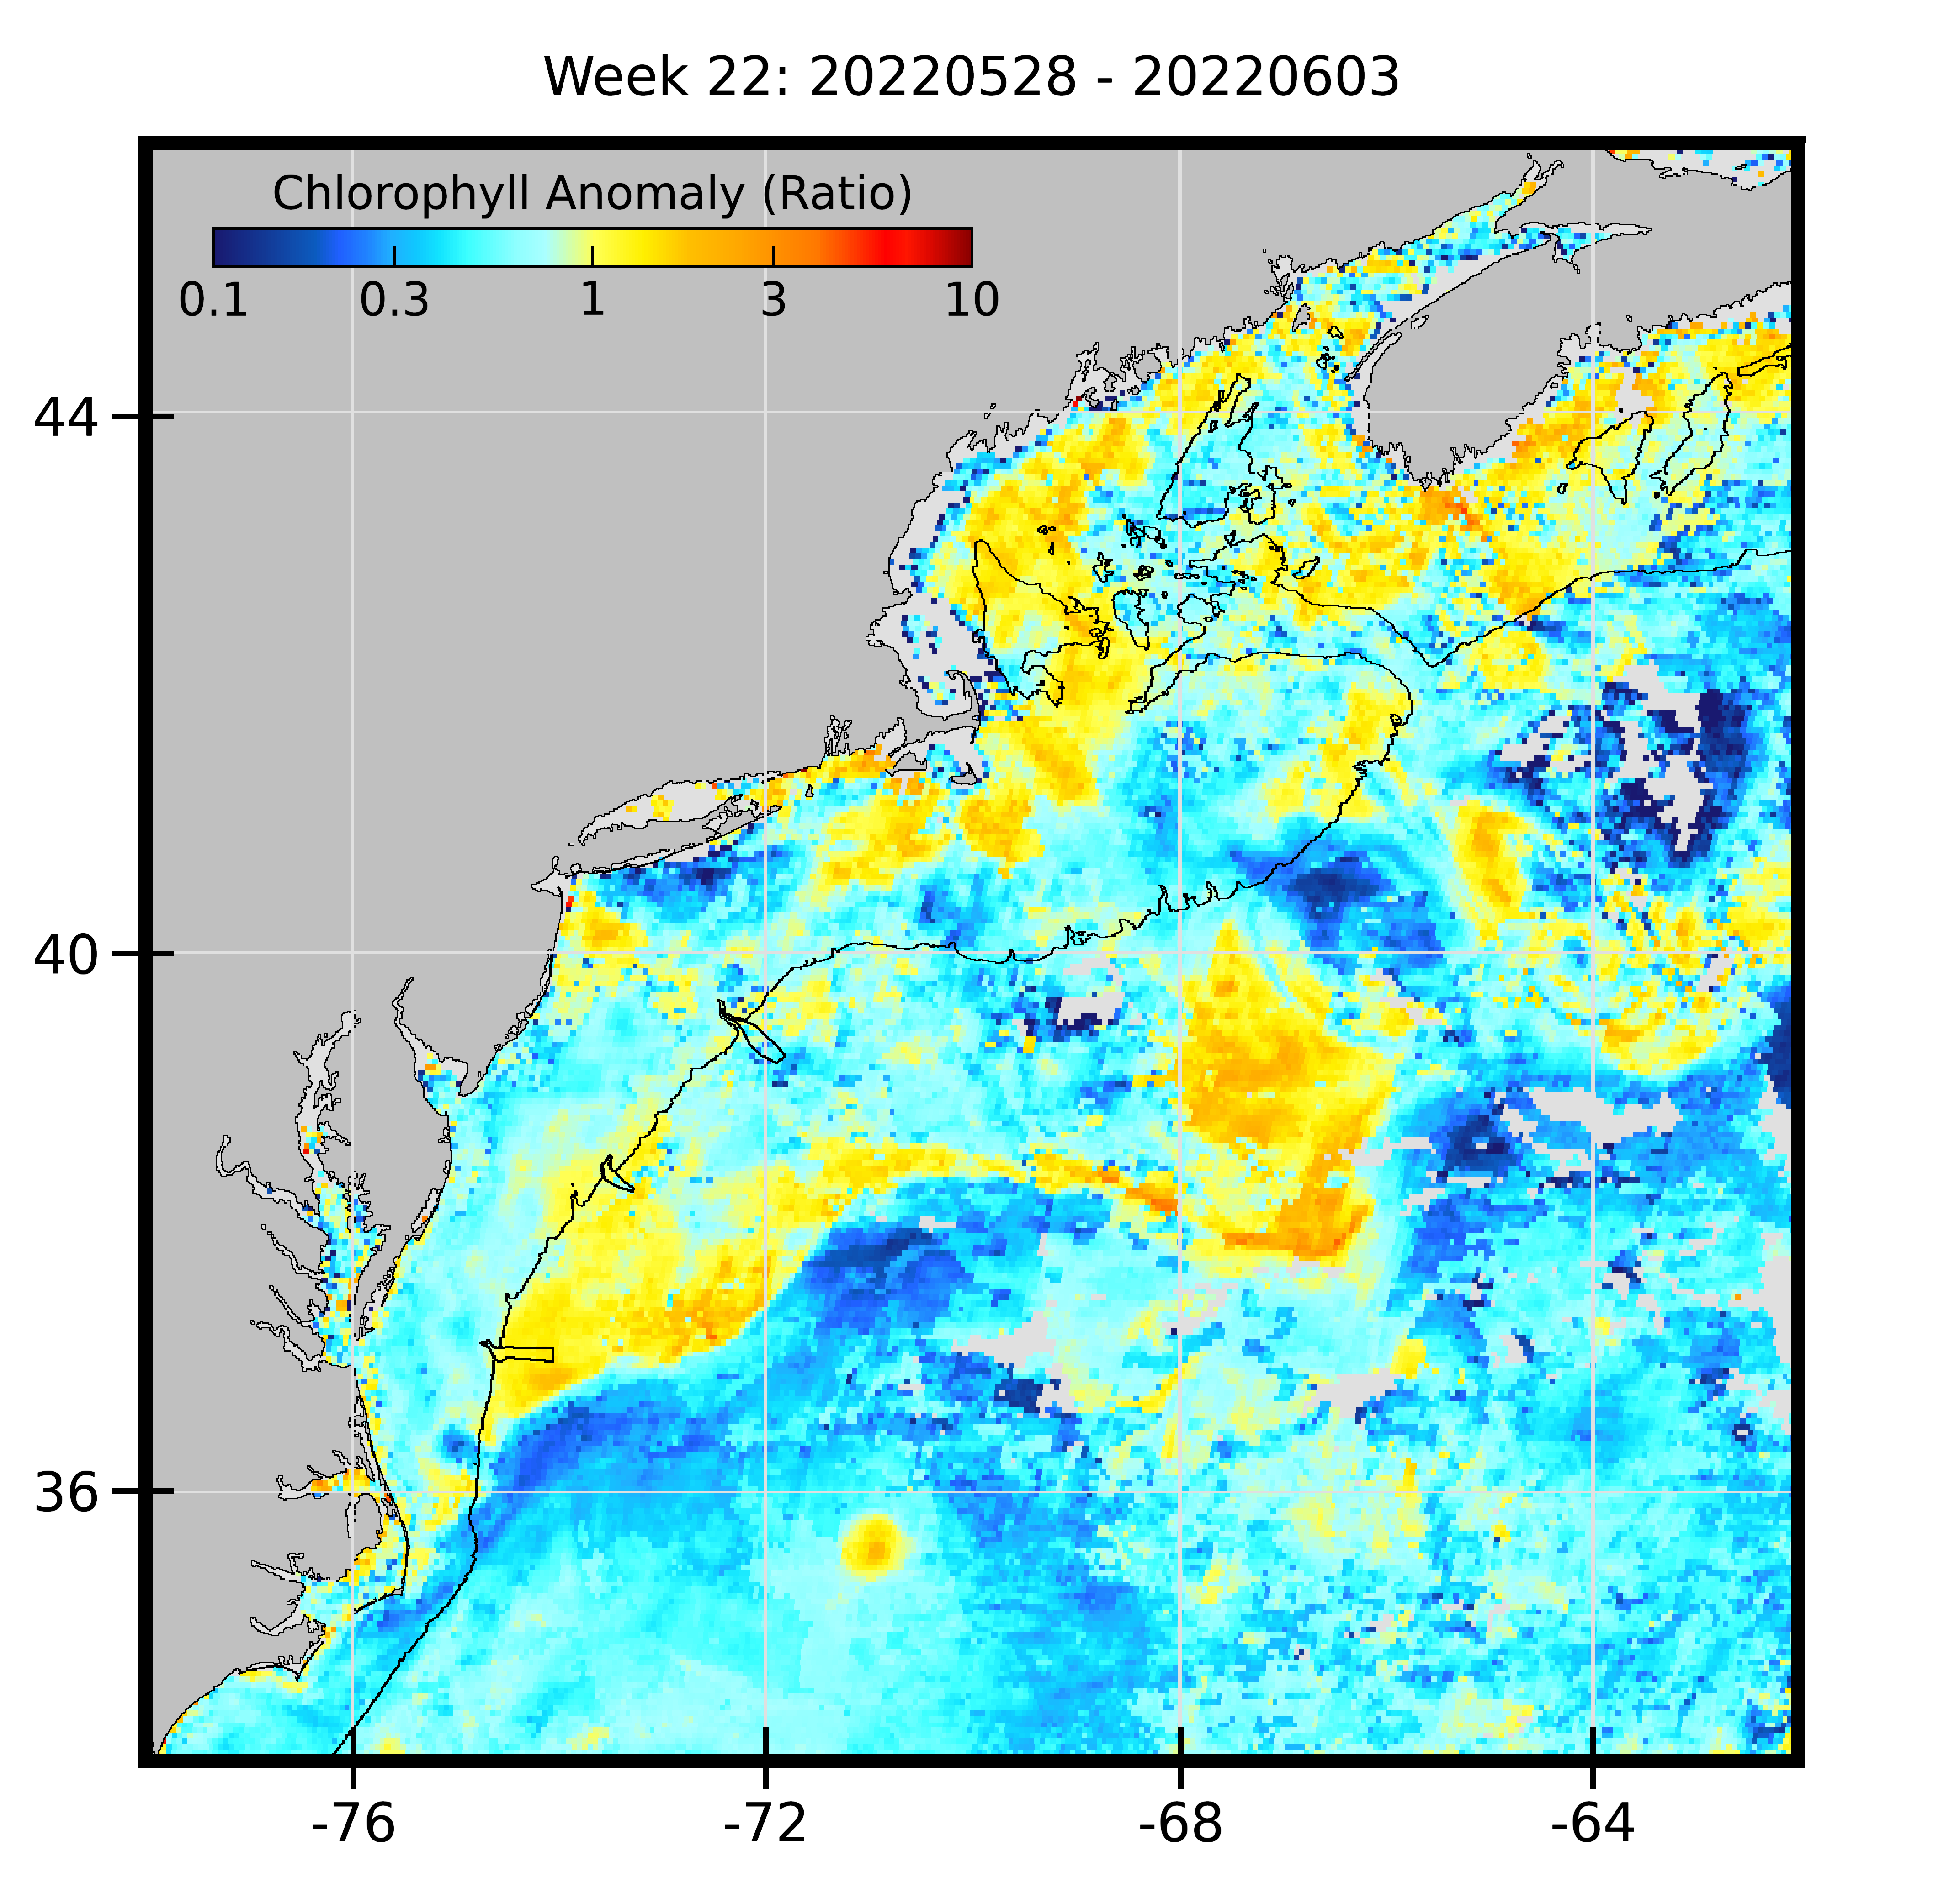 Week 22: 20220528 - 20220603
Chlorophyll Anomaly (Ratio)
0.1 0.3 1 3 10
44
40
36
-76 -72 -68 -64